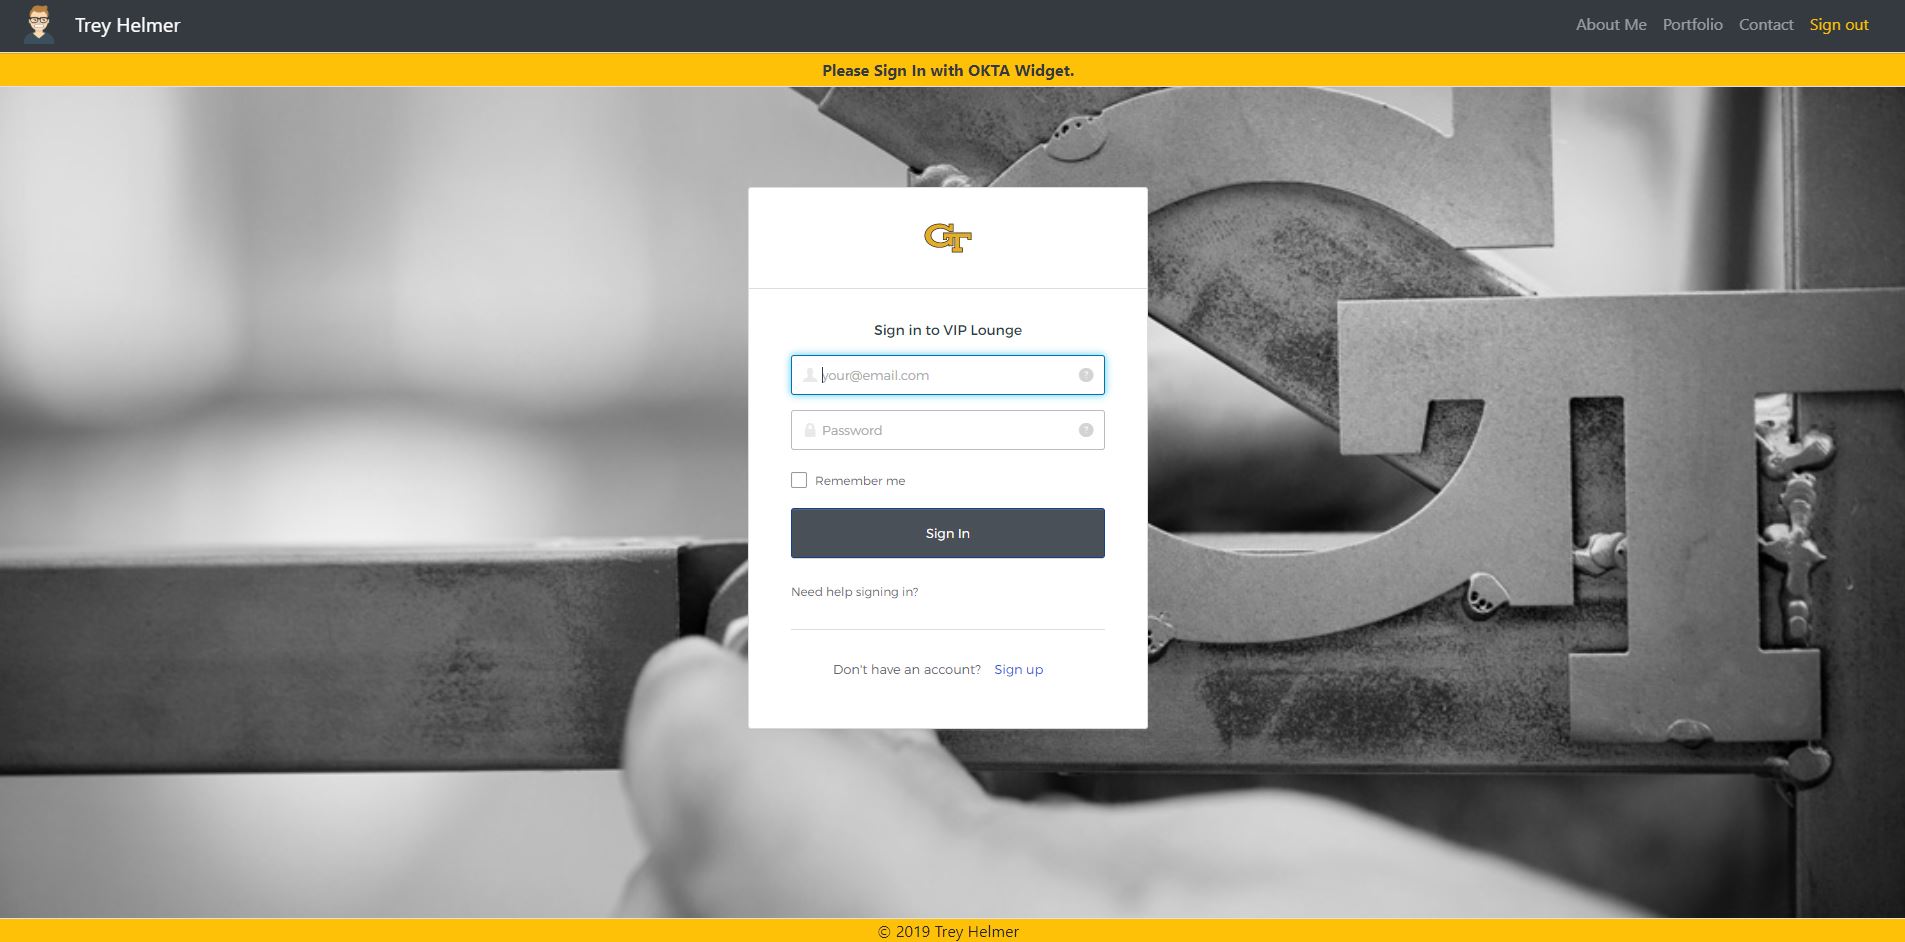 Trey Helmer
About Me Portfolio Contact Sign out
Please Sign In with OKTA Widget.
GT
Sign in to VIP Lounge
your@email.com ?
Password ?
Remember me
Sign In
Need help signing in?
Don't have an account? Sign up
GT
© 2019 Trey Helmer